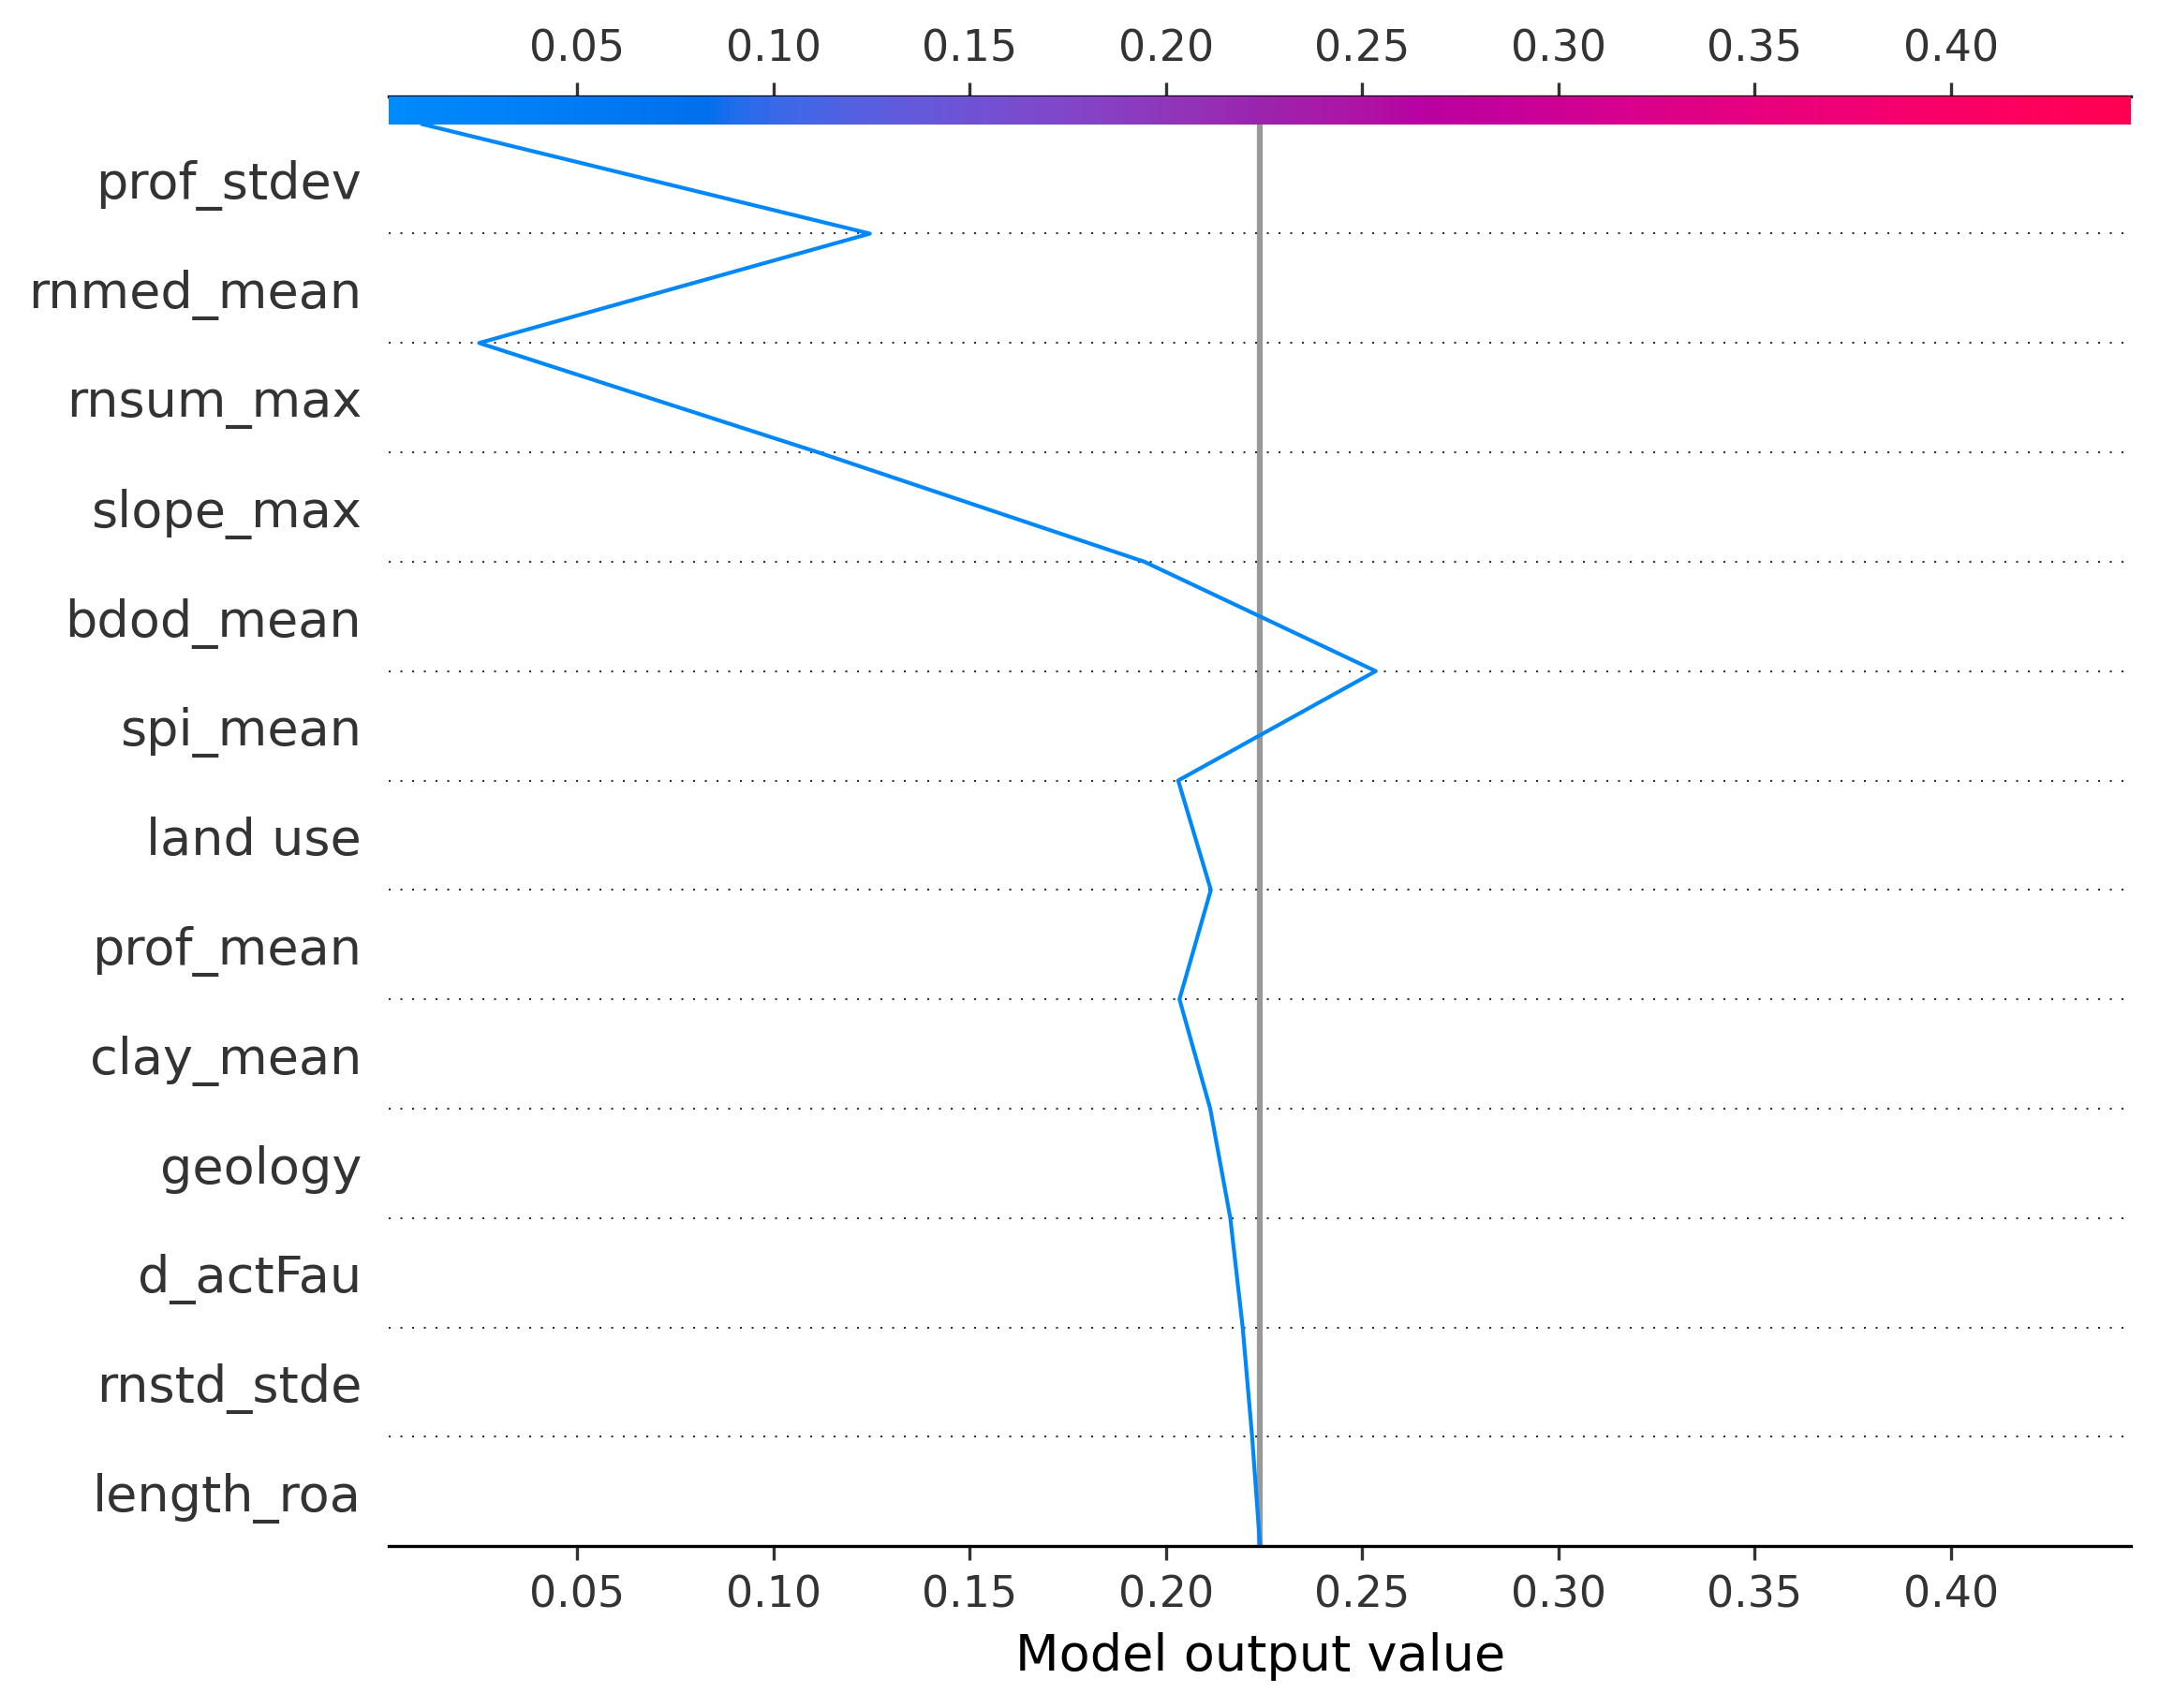 0.05 0.10 0.15 0.20 0.25 0.30 0.35 0.40
prof_stdev
rnmed_mean
rnsum_max
slope_max
bdod_mean
spi_mean
land use
prof_mean
clay_mean
geology
d_actFau
rnstd_stde
length_roa
0.05 0.10 0.15 0.20 0.25 0.30 0.35 0.40
Model output value